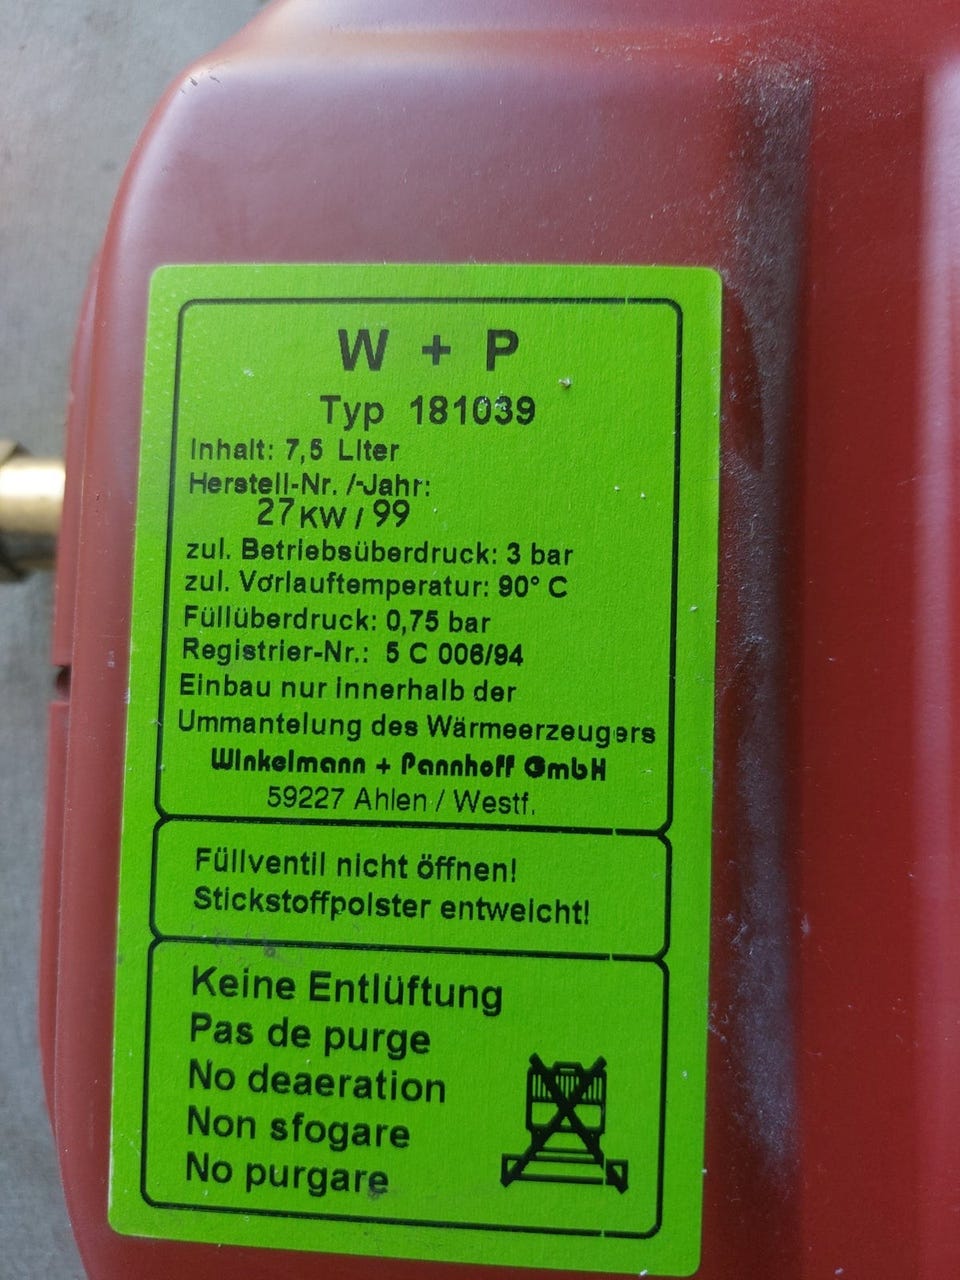 W + P
Typ 181039
Inhalt: 7,5 Liter
Herstell-Nr. /-Jahr:
27 KW / 99
zul. Betriebsüberdruck: 3 bar
zul. Vorlauftemperatur: 90° C
Füllüberdruck: 0,75 bar
Registrier-Nr.: 5 C 006/94
Einbau nur innerhalb der
Ummantelung des Wärmeerzeugers
Winkelmann + Pannhoff GmbH
59227 Ahlen / Westf.
Füllventil nicht öffnen!
Stickstoffpolster entweicht!
Keine Entlüftung
Pas de purge
No deaeration
Non sfogare
No purgare